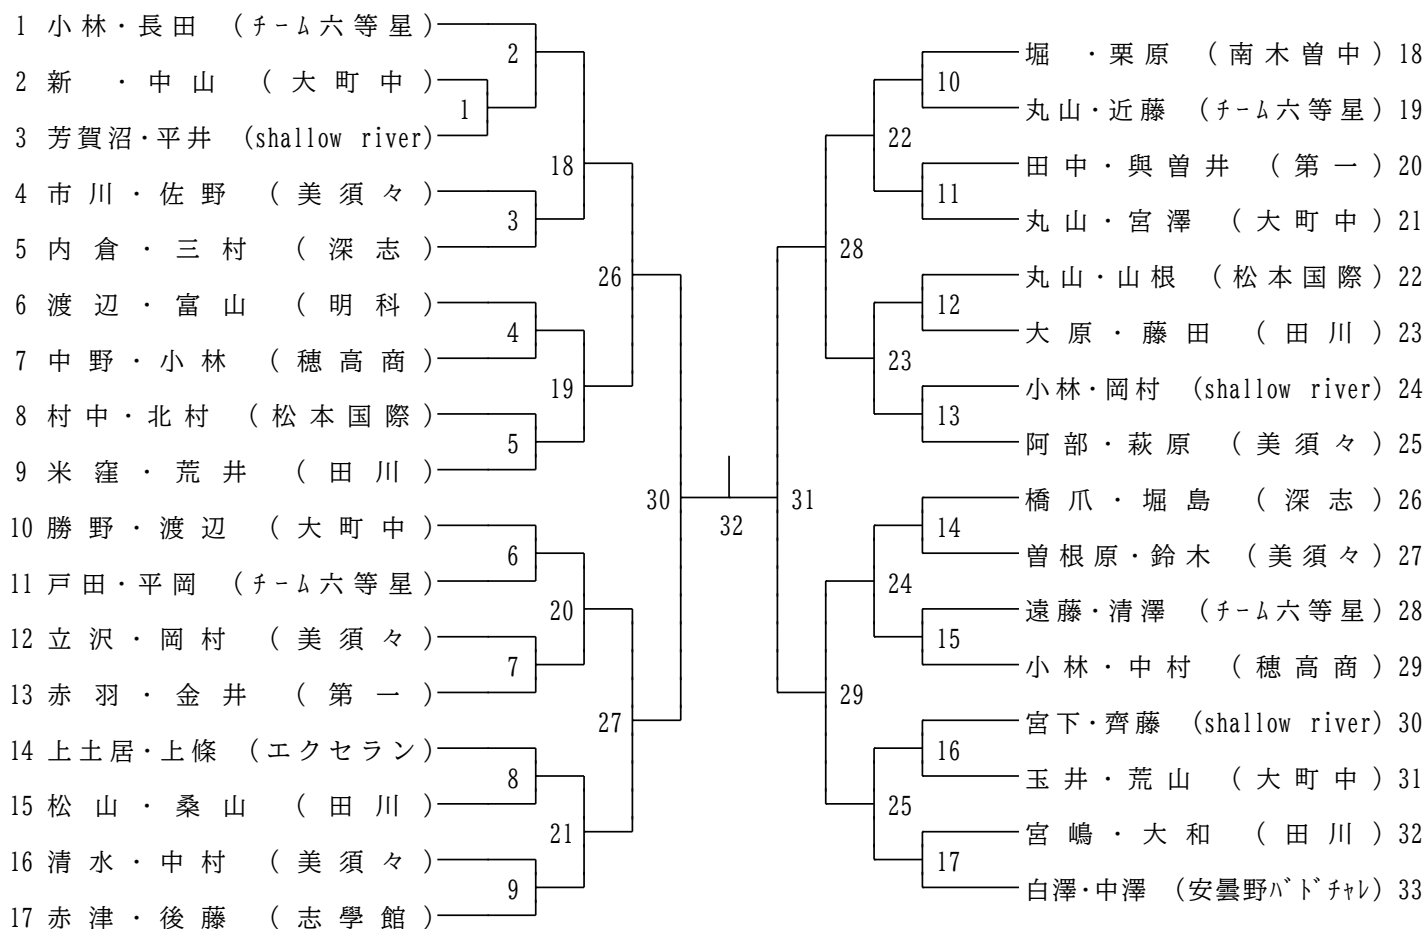 1 小林・長田 (チーム六等星)
2 新 ・中山 (大町中)
3 芳賀沼・平井 (shallow river)
4 市川・佐野 (美須々)
5 内倉・三村 (深志)
6 渡辺・富山 (明科)
7 中野・小林 (穂高商)
8 村中・北村 (松本国際)
9 米窪・荒井 (田川)
10 勝野・渡辺 (大町中)
11 戸田・平岡 (チーム六等星)
12 立沢・岡村 (美須々)
13 赤羽・金井 (第一)
14 上土居・上條 (エクセラン)
15 松山・桑山 (田川)
16 清水・中村 (美須々)
17 赤津・後藤 (志學館)
2
1
18
3
26
4
19
5
30
6
20
7
27
8
21
9
32
31
10
22
11
28
12
23
13
14
24
15
29
16
25
17
堀 ・栗原 (南木曽中) 18
丸山・近藤 (チーム六等星) 19
田中・與曽井 (第一) 20
丸山・宮澤 (大町中) 21
丸山・山根 (松本国際) 22
大原・藤田 (田川) 23
小林・岡村 (shallow river) 24
阿部・萩原 (美須々) 25
橋爪・堀島 (深志) 26
曽根原・鈴木 (美須々) 27
遠藤・清澤 (チーム六等星) 28
小林・中村 (穂高商) 29
宮下・齊藤 (shallow river) 30
玉井・荒山 (大町中) 31
宮嶋・大和 (田川) 32
白澤・中澤 (安曇野バドチャレ) 33